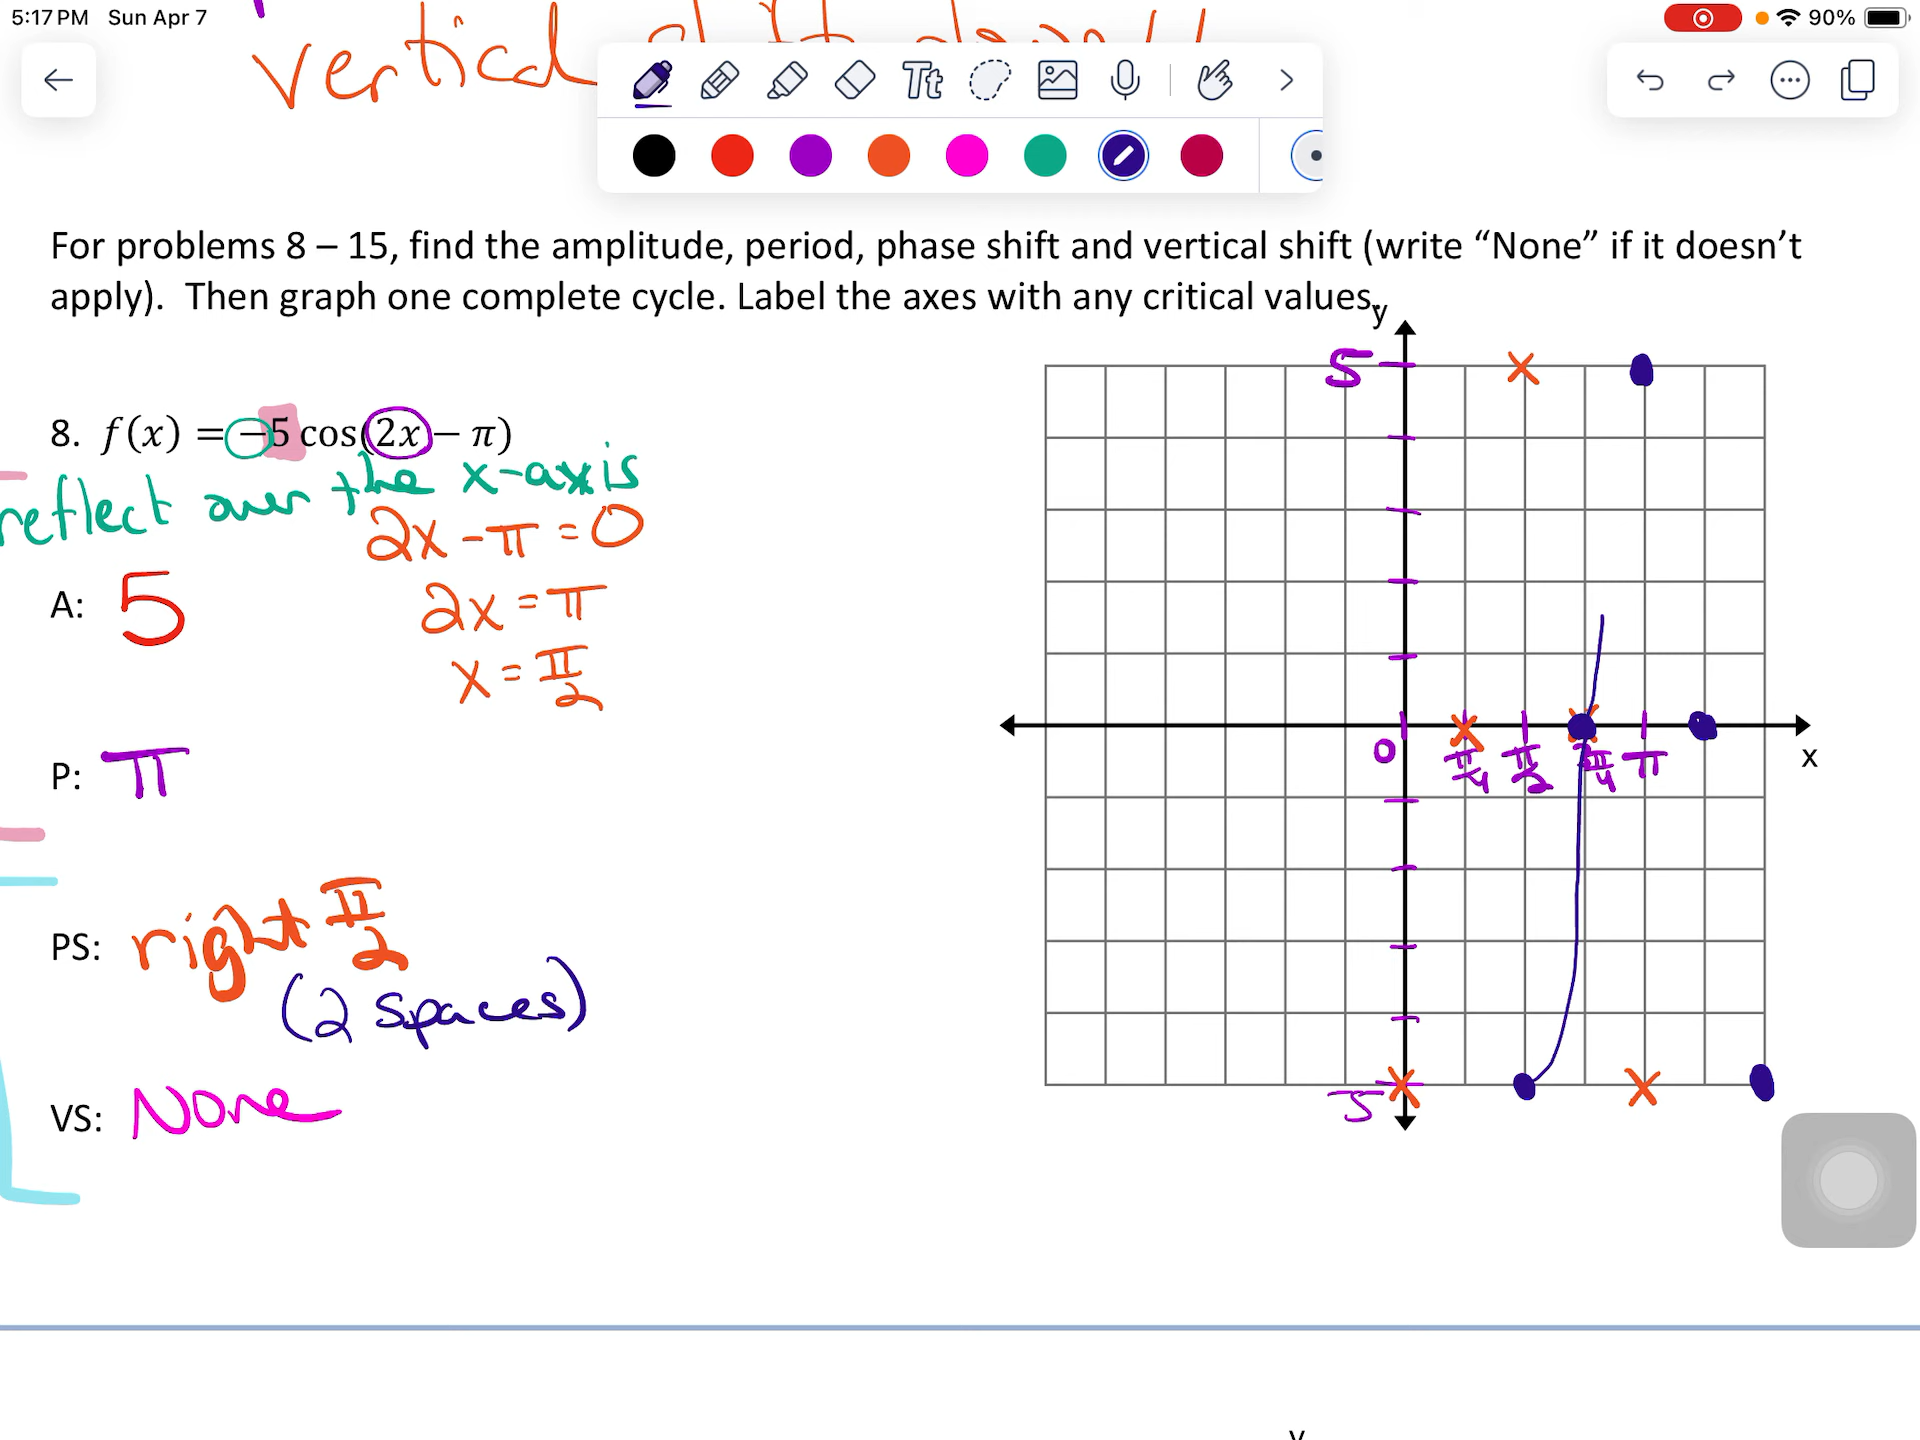 5:17 PM Sun Apr 7
90%
vertical
Tt
For problems 8 – 15, find the amplitude, period, phase shift and vertical shift (write “None” if it doesn’t
apply). Then graph one complete cycle. Label the axes with any critical values.
y
8. f(x) = −5 cos(2x − π)
reflect over the x-axis
2x - π = 0
2x = π
x = π/2
A: 5
P: π
PS: right π/2
(2 spaces)
VS: None
5
0 π/4 π/2 3π/4 π
x
-5
y